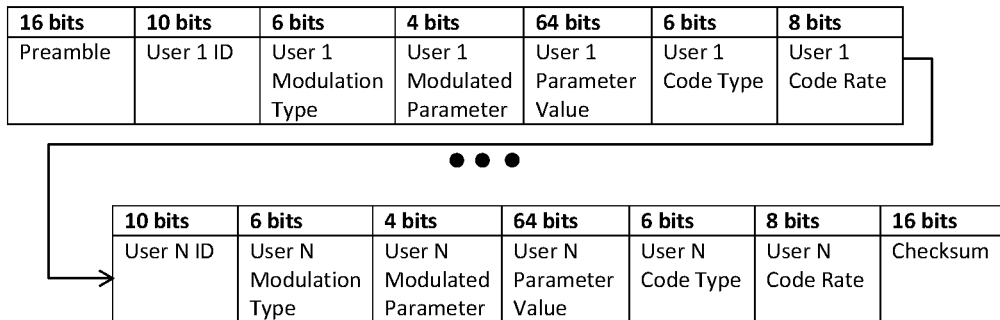 16 bits 10 bits 6 bits 4 bits 64 bits 6 bits 8 bits
Preamble User 1 ID User 1 User 1 User 1 User 1 User 1
Modulation Modulated Parameter Code Type Code Rate
Type Parameter Value
10 bits 6 bits 4 bits 64 bits 6 bits 8 bits 16 bits
User N ID User N User N User N User N User N Checksum
Modulation Modulated Parameter Code Type Code Rate
Type Parameter Value